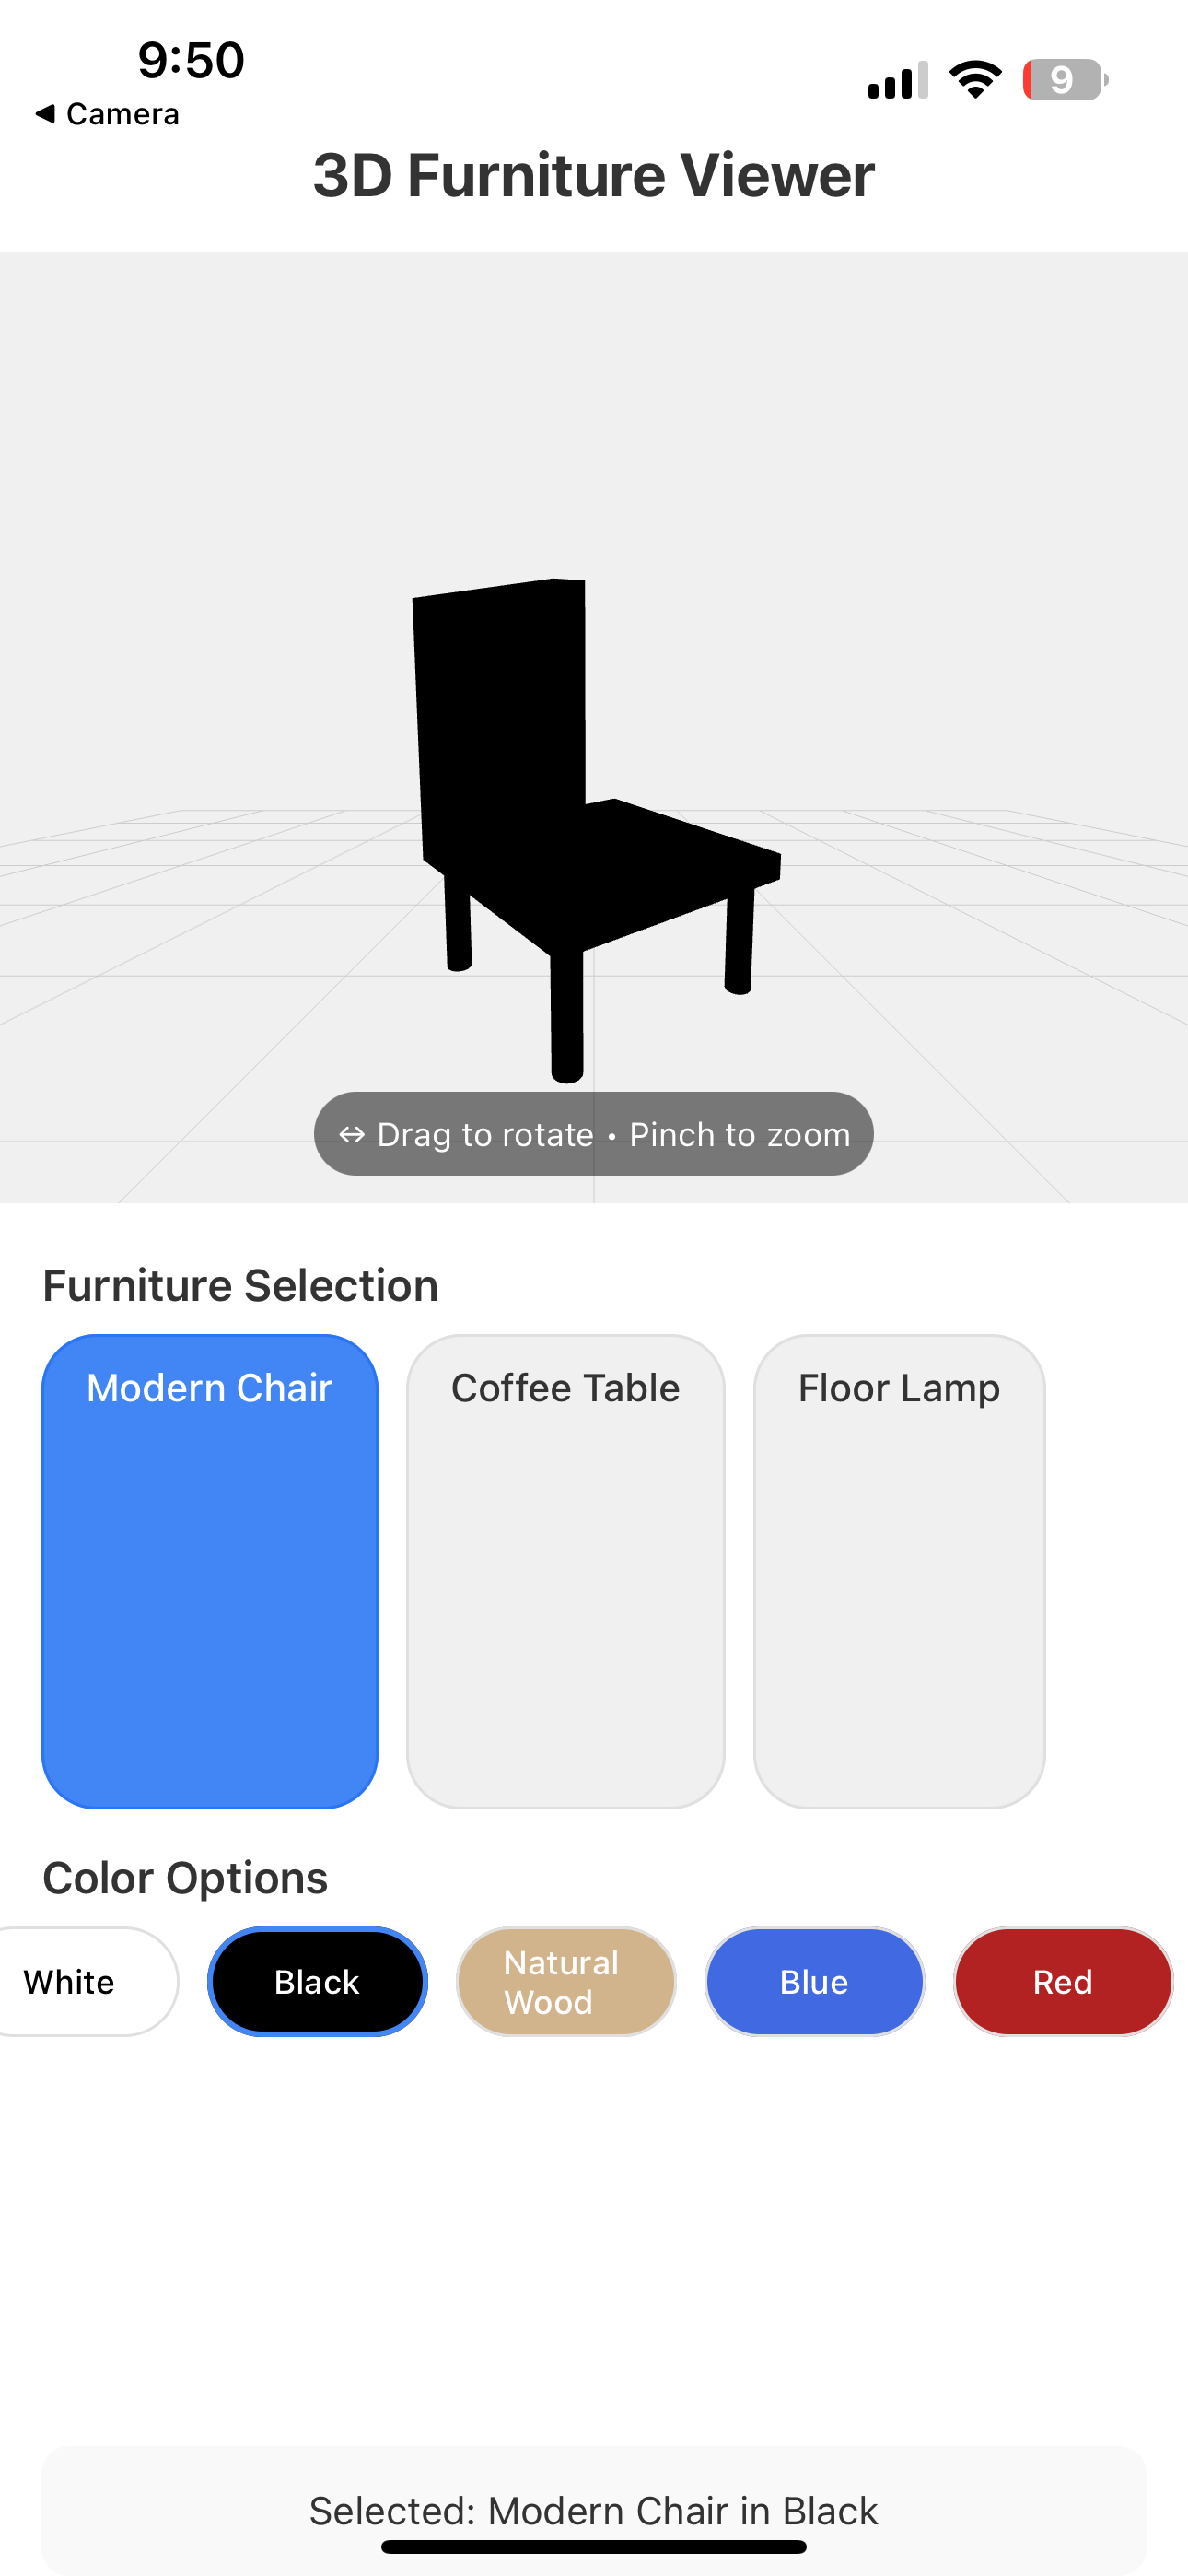 9:50
9
◀ Camera
3D Furniture Viewer
↔ Drag to rotate • Pinch to zoom
Furniture Selection
Modern Chair
Coffee Table
Floor Lamp
Color Options
White
Black
Natural
Wood
Blue
Red
Selected: Modern Chair in Black